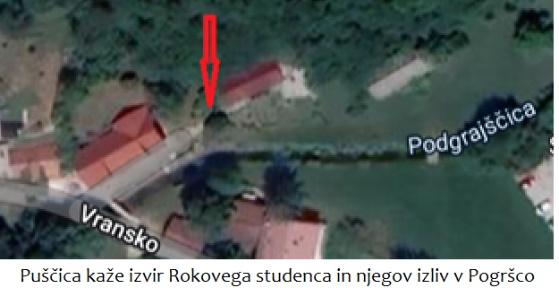 Podgrajščica
Vransko
Puščica kaže izvir Rokovega studenca in njegov izliv v Pogršco